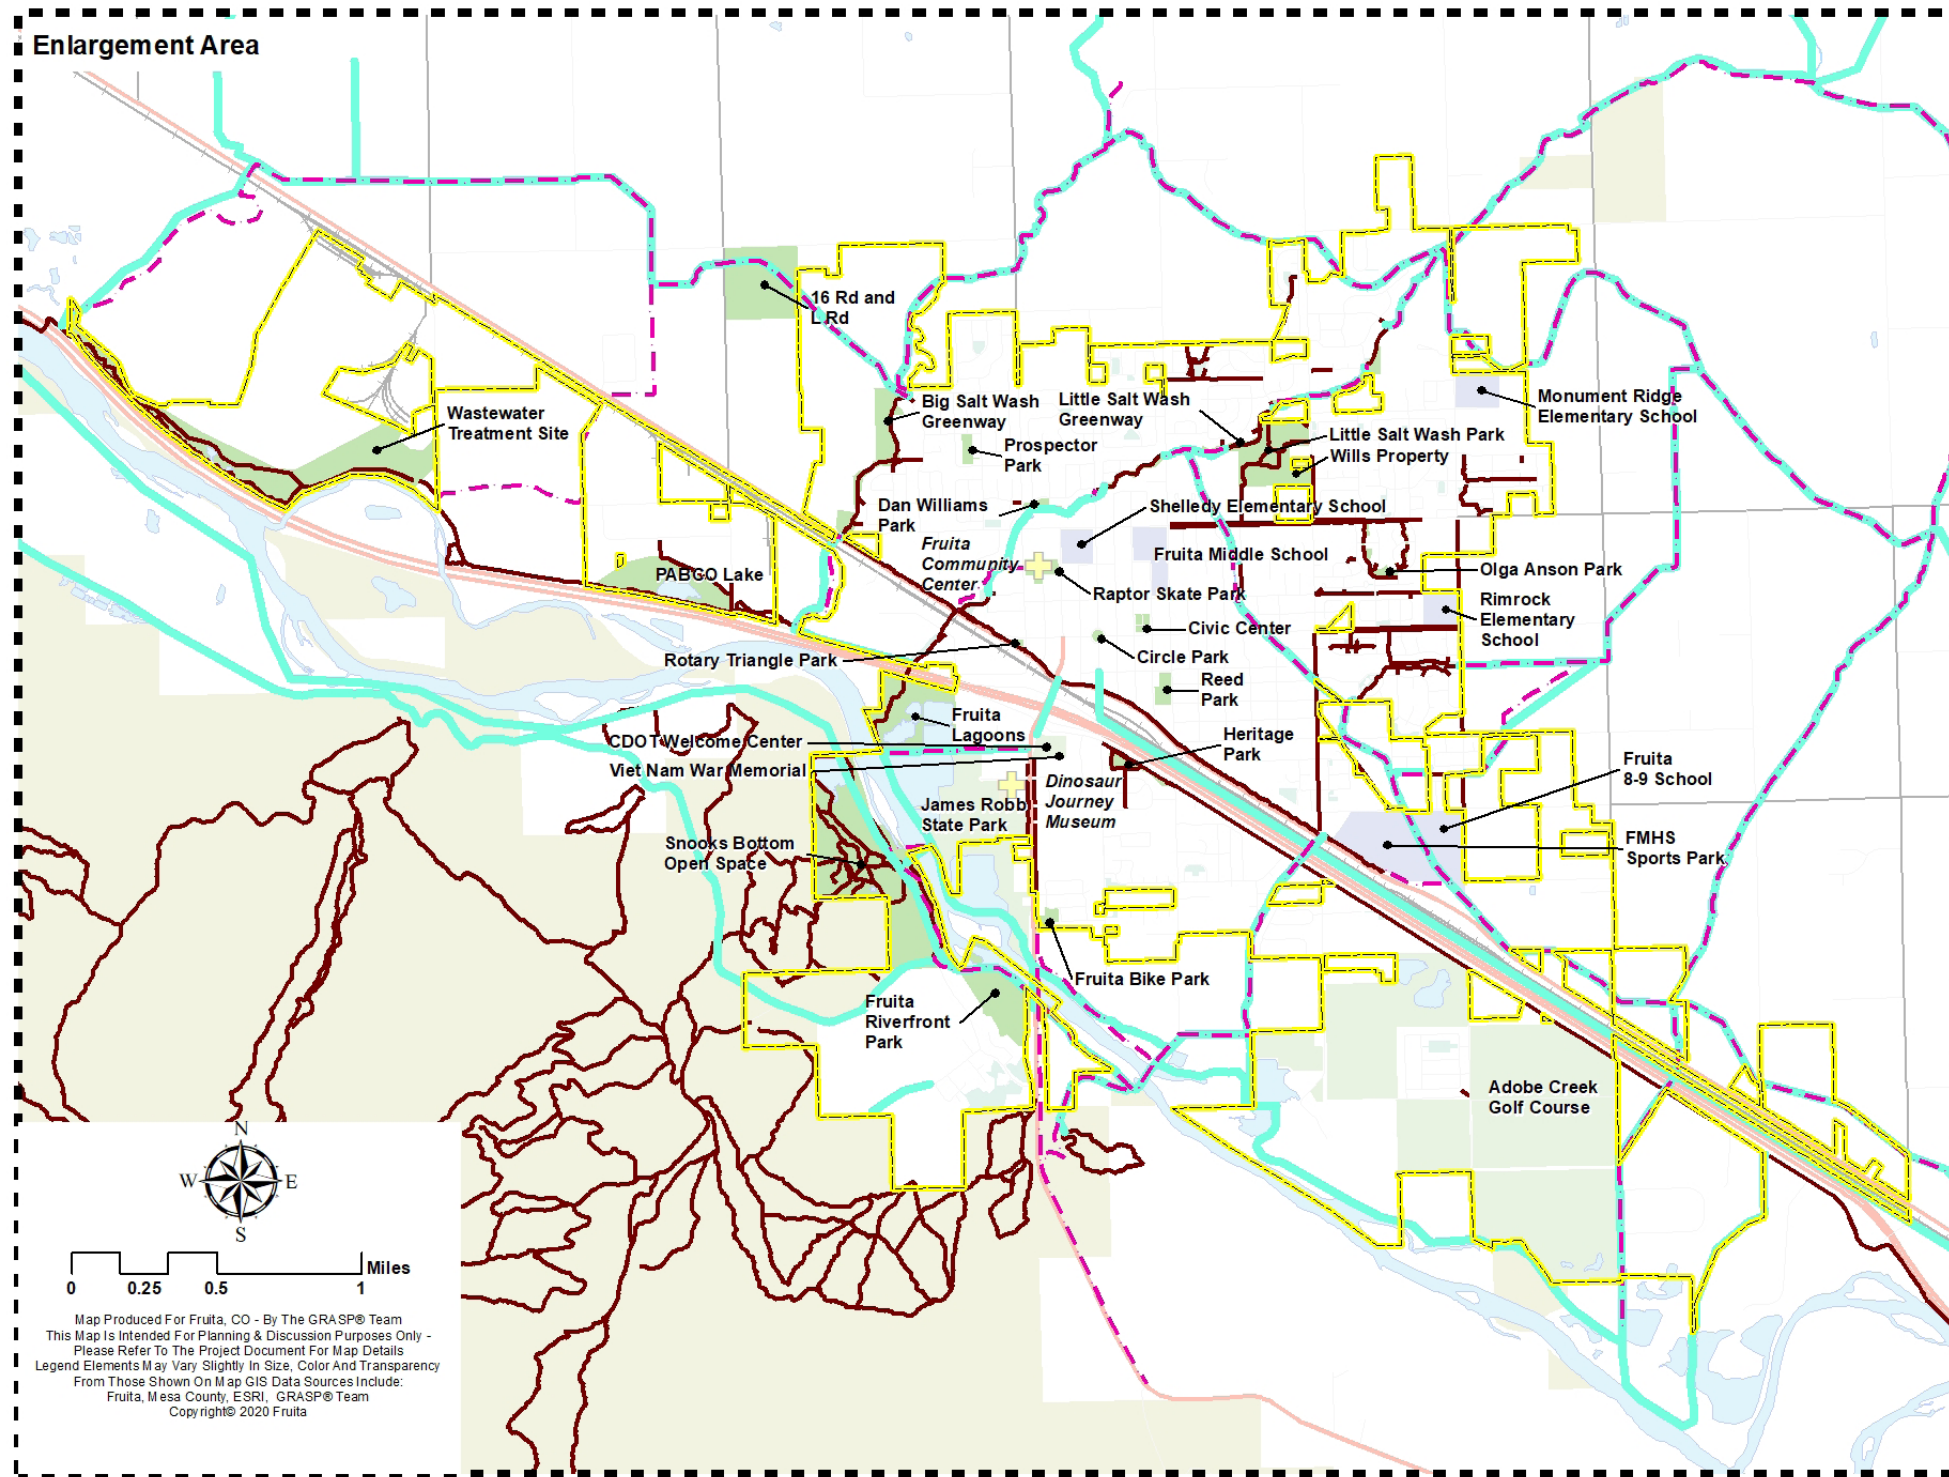 Enlargement Area
16 Rd and
L Rd
Big Salt Wash
Greenway
Little Salt Wash
Greenway
Monument Ridge
Elementary School
Wastewater
Treatment Site
Prospector
Park
Little Salt Wash Park
Wills Property
Dan Williams
Park
Shelledy Elementary School
Fruita
Community
Center
Fruita Middle School
PABCO Lake
Olga Anson Park
Raptor Skate Park
Rimrock
Elementary
School
Civic Center
Rotary Triangle Park
Circle Park
Reed
Park
Fruita
Lagoons
CDOT Welcome Center
Heritage
Park
Viet Nam War Memorial
Fruita
8-9 School
Dinosaur
Journey
Museum
James Robb
State Park
Snooks Bottom
Open Space
FMHS
Sports Park
Fruita Bike Park
Fruita
Riverfront
Park
Adobe Creek
Golf Course
N
W
E
S
Miles
0 0.25 0.5 1
Map Produced For Fruita, CO - By The GRASP® Team
This Map Is Intended For Planning & Discussion Purposes Only -
Please Refer To The Project Document For Map Details
Legend Elements May Vary Slightly In Size, Color And Transparency
From Those Shown On Map GIS Data Sources Include:
Fruita, Mesa County, ESRI, GRASP® Team
Copyright© 2020 Fruita